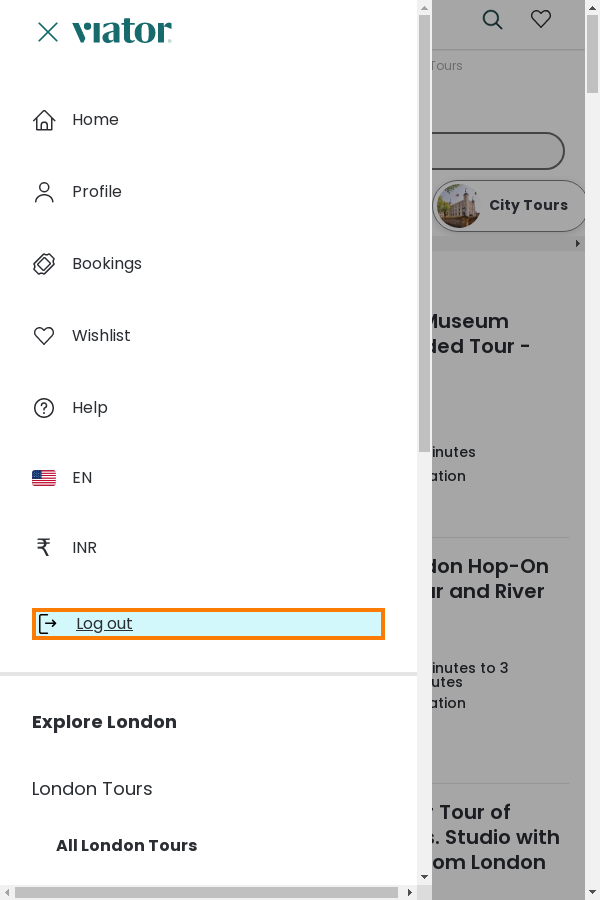 viator
Home
Profile
Bookings
Wishlist
Help
EN
₹ INR
Log out
Explore London
London Tours
All London Tours
Tours
City Tours
Museum
ded Tour -
inutes
ation
don Hop-On
ur and River
inutes to 3
utes
ation
Tour of
s. Studio with
om London